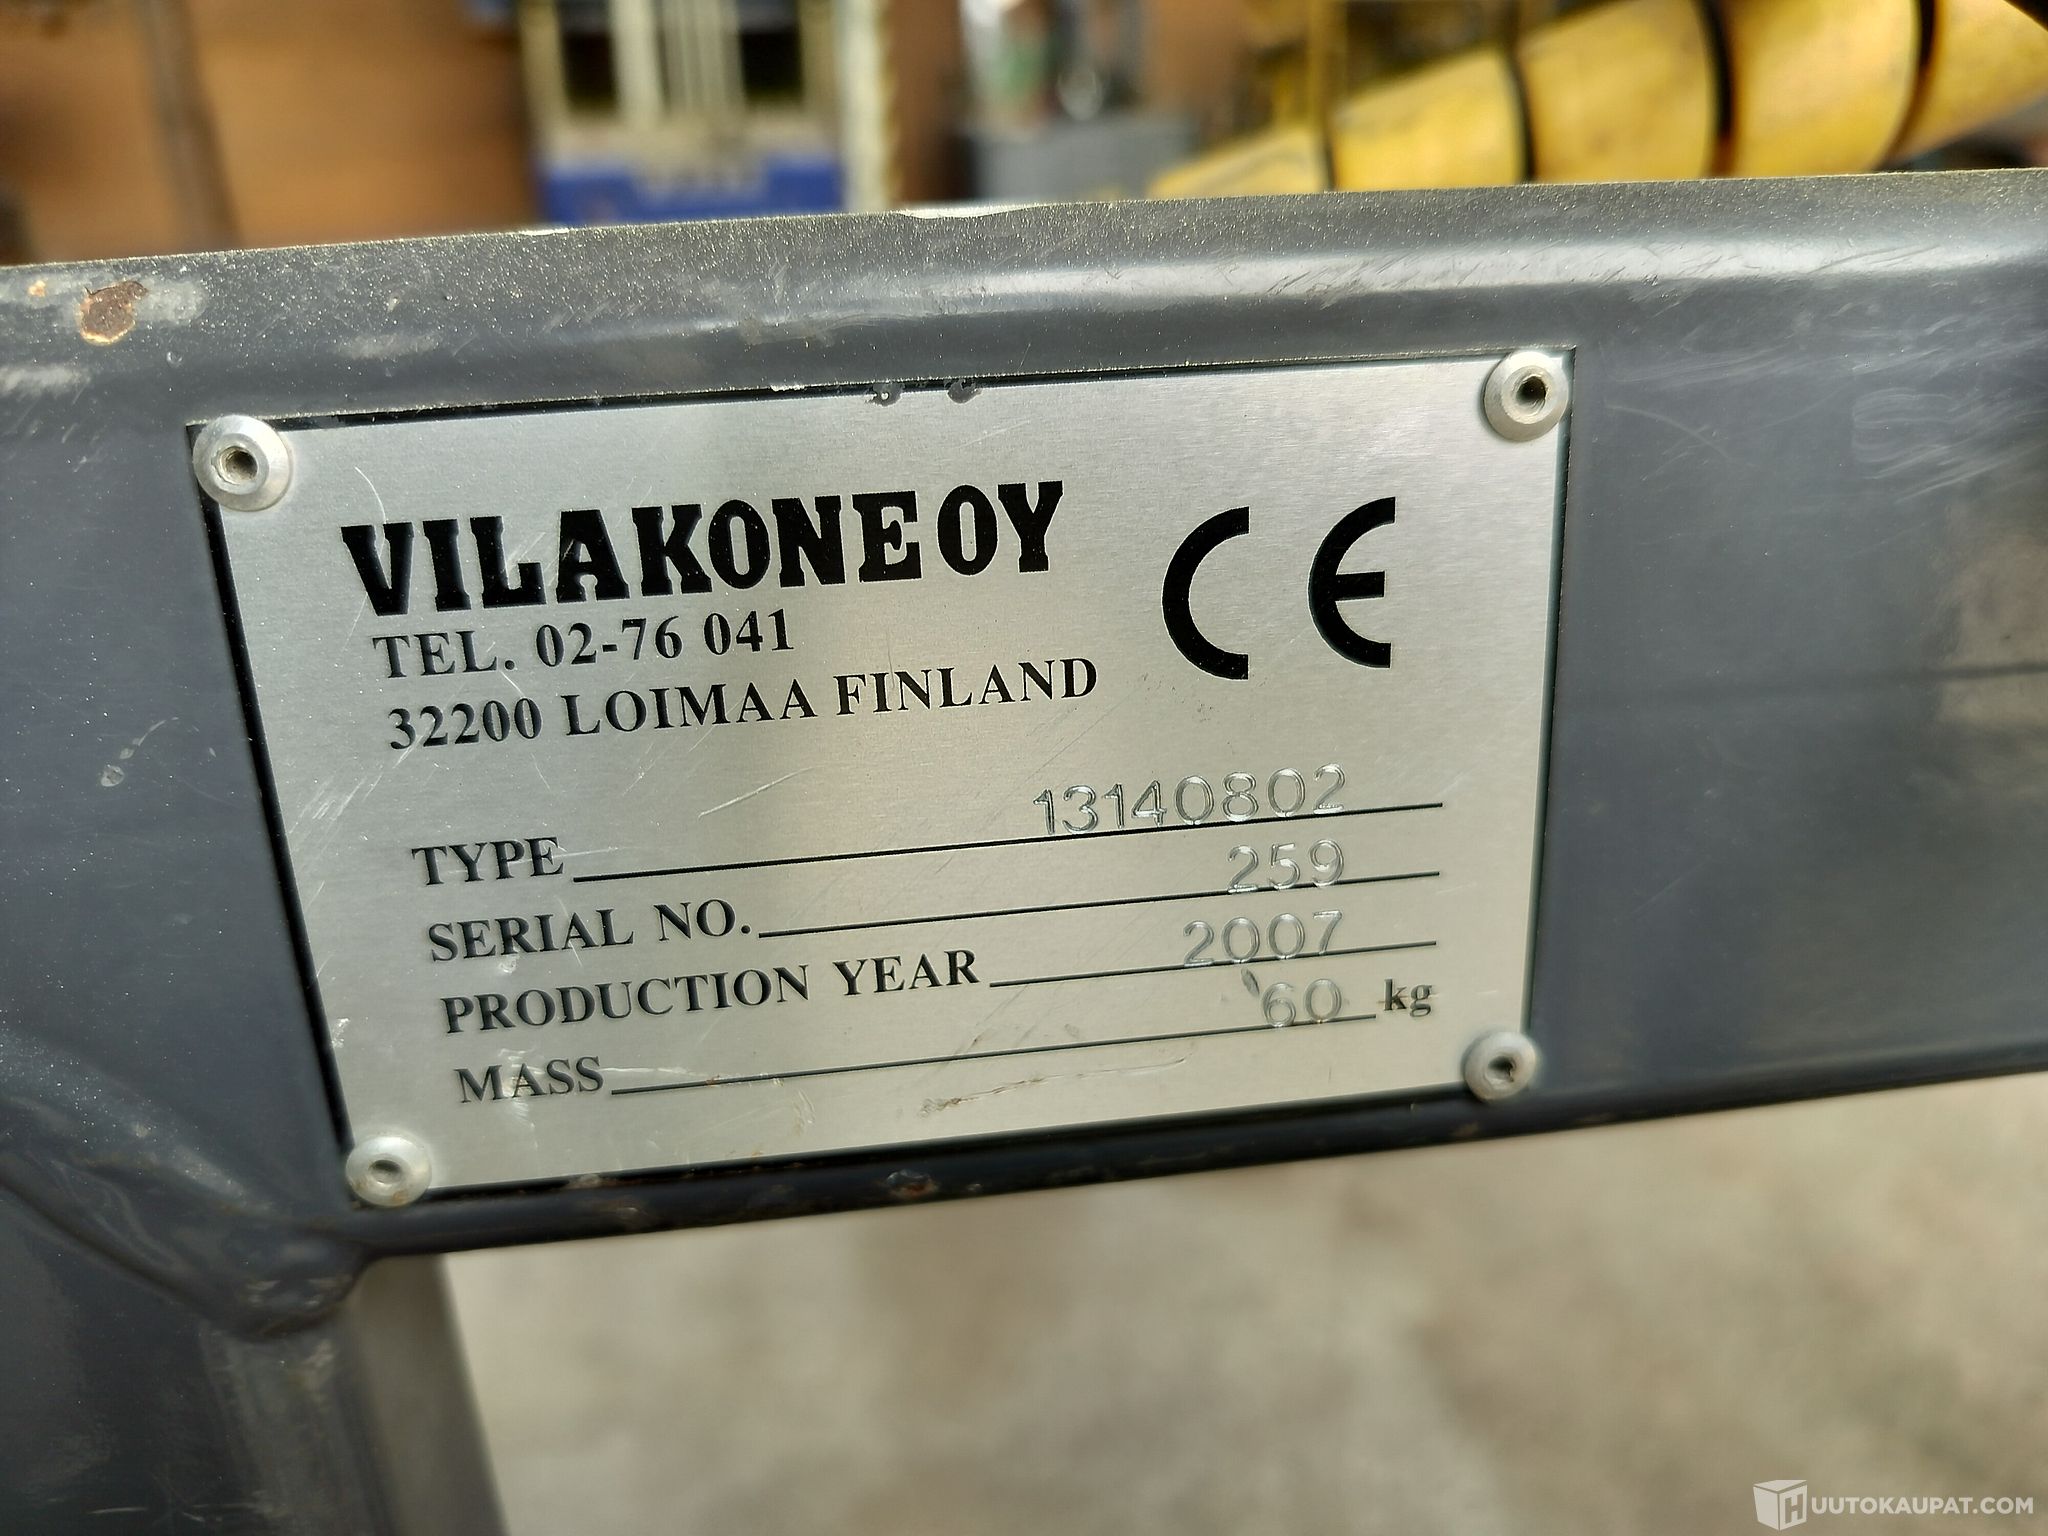 VILAKONE OY
CE
TEL. 02-76 041
32200 LOIMAA FINLAND
TYPE 13140802
SERIAL NO. 259
PRODUCTION YEAR 2007
MASS 60 kg
HUUTOKAUPAT.COM